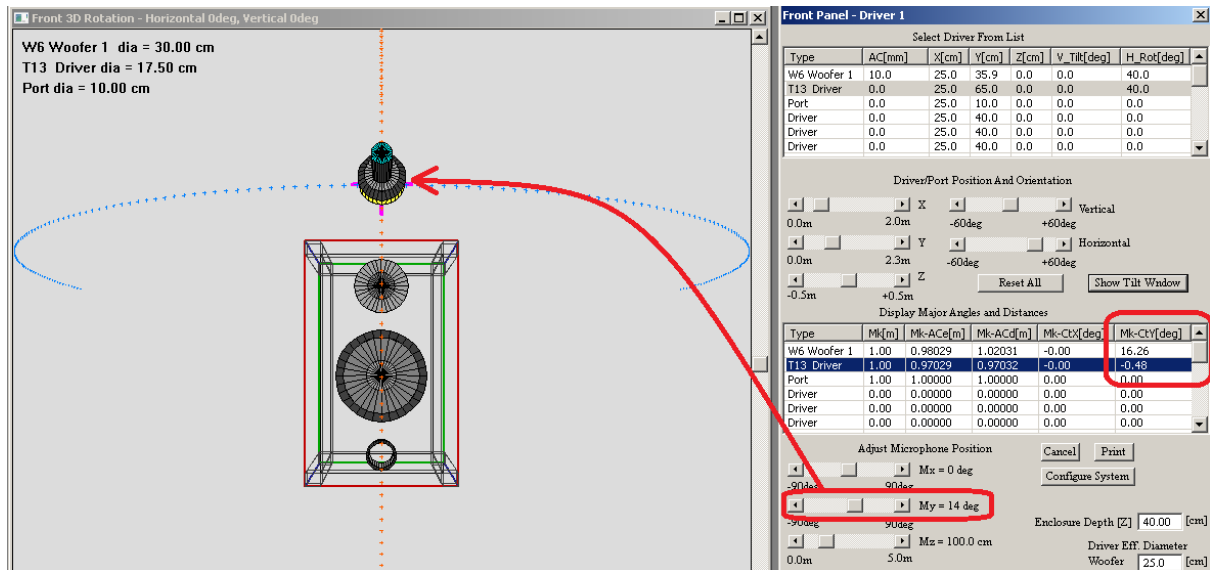 Front 3D Rotation - Horizontal 0deg, Vertical 0deg
W6 Woofer 1 dia = 30.00 cm
T13 Driver dia = 17.50 cm
Port dia = 10.00 cm
Front Panel - Driver 1
Select Driver From List
Type AC[mm] X[cm] Y[cm] Z[cm] V_Tilt[deg] H_Rot[deg]
W6 Woofer 1 10.0 25.0 35.9 0.0 0.0 40.0
T13 Driver 0.0 25.0 65.0 0.0 0.0 40.0
Port 0.0 25.0 10.0 0.0 0.0 0.0
Driver 0.0 25.0 40.0 0.0 0.0 0.0
Driver 0.0 25.0 40.0 0.0 0.0 0.0
Driver 0.0 25.0 40.0 0.0 0.0 0.0
Driver/Port Position And Orientation
X Vertical
0.0m 2.0m -60deg +60deg
Y Horizontal
0.0m 2.3m -60deg +60deg
Z Reset All Show Tilt Wndow
-0.5m +0.5m
Display Major Angles and Distances
Type Mk[m] Mk-ACe[m] Mk-ACd[m] Mk-CtX[deg] Mk-CtY[deg]
W6 Woofer 1 1.00 0.98029 1.02031 -0.00 16.26
T13 Driver 1.00 0.97029 0.97032 -0.00 -0.48
Port 1.00 1.00000 1.00000 0.00 0.00
Driver 0.00 0.00000 0.00000 0.00 0.00
Driver 0.00 0.00000 0.00000 0.00 0.00
Driver 0.00 0.00000 0.00000 0.00 0.00
Adjust Microphone Position Cancel Print
Mx = 0 deg Configure System
-90deg 90deg
My = 14 deg
-90deg 90deg Enclosure Depth [Z] 40.00 [cm]
Mz = 100.0 cm Driver Eff. Diameter
0.0m 5.0m Woofer 25.0 [cm]